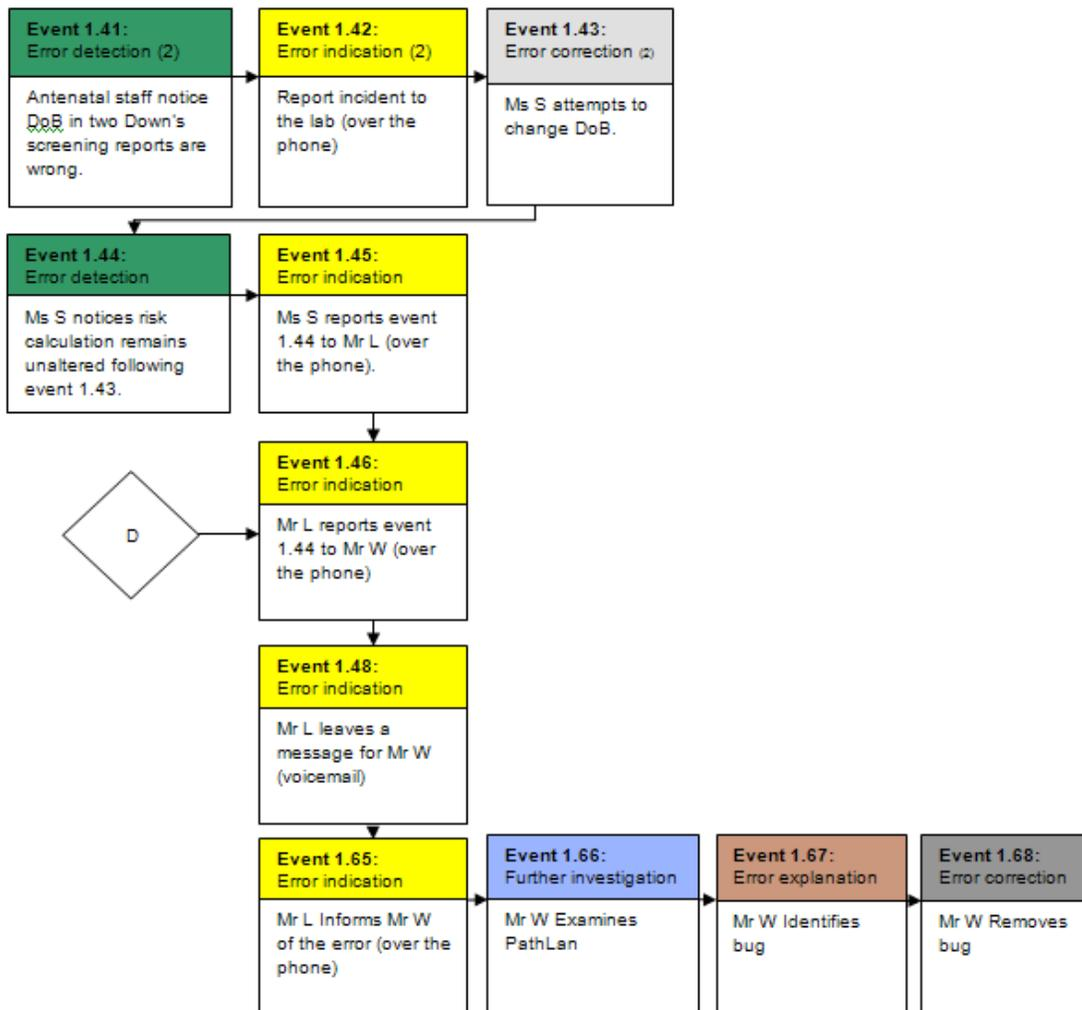 Event 1.41:
Error detection (2)
Antenatal staff notice
DoB in two Down's
screening reports are
wrong.
Event 1.42:
Error indication (2)
Report incident to
the lab (over the
phone)
Event 1.43:
Error correction (2)
Ms S attempts to
change DoB.
Event 1.44:
Error detection
Ms S notices risk
calculation remains
unaltered following
event 1.43.
Event 1.45:
Error indication
Ms S reports event
1.44 to Mr L (over
the phone).
D
Event 1.46:
Error indication
Mr L reports event
1.44 to Mr W (over
the phone)
Event 1.48:
Error indication
Mr L leaves a
message for Mr W
(voicemail)
Event 1.65:
Error indication
Mr L Informs Mr W
of the error (over the
phone)
Event 1.66:
Further investigation
Mr W Examines
PathLan
Event 1.67:
Error explanation
Mr W Identifies
bug
Event 1.68:
Error correction
Mr W Removes
bug